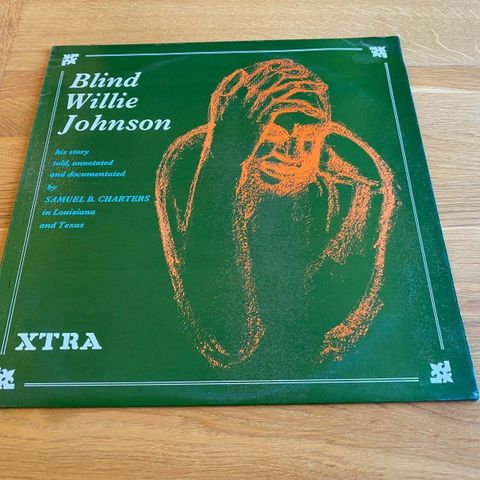 Blind
Willie
Johnson
his story
told, annotated
and documentated
by
SAMUEL B. CHARTERS
in Louisiana
and Texas
XTRA